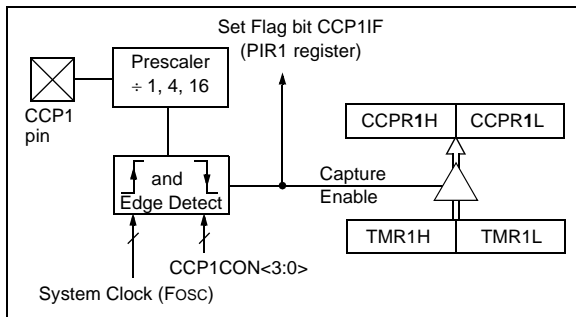 Set Flag bit CCP1IF
(PIR1 register)
Prescaler
÷ 1, 4, 16
CCP1
pin
CCPR1H
CCPR1L
and
Edge Detect
Capture
Enable
TMR1H
TMR1L
CCP1CON<3:0>
System Clock (FOSC)